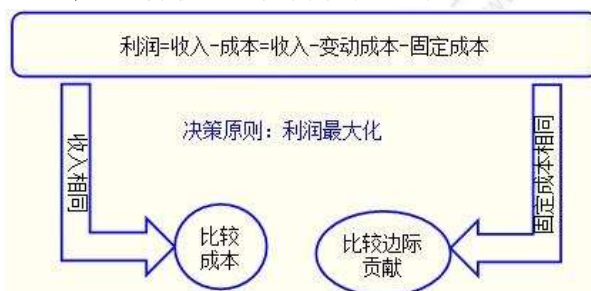 利润=收入-成本=收入-变动成本-固定成本
决策原则：利润最大化
收入相同
固定成本相同
比较
成本
比较边际
贡献